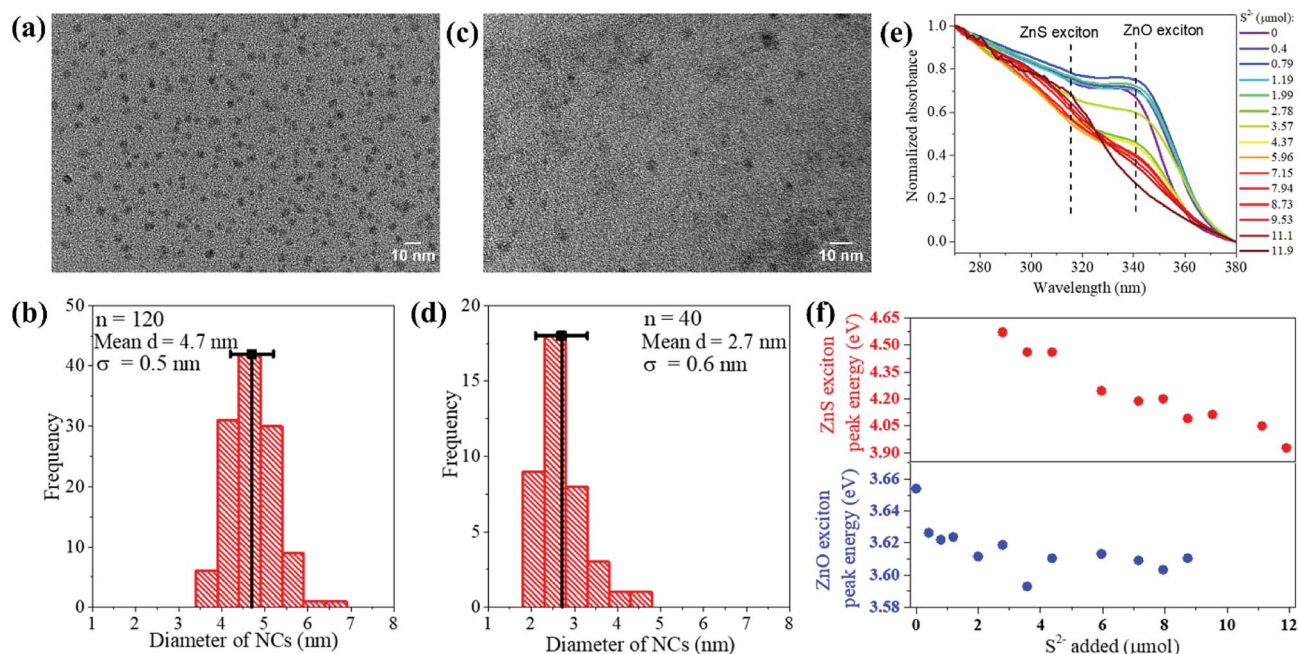 (a)
10 nm
(c)
10 nm
(e)
Normalized absorbance
1.0
0.8
0.6
0.4
0.2
0.0
ZnS exciton
ZnO exciton
280 300 320 340 360 380
Wavelength (nm)
S²⁻ (μmol):
0
0.4
0.79
1.19
1.99
2.78
3.57
4.37
5.96
7.15
7.94
8.73
9.53
11.1
11.9
(b)
Frequency
50
40
30
20
10
0
n = 120
Mean d = 4.7 nm
σ = 0.5 nm
1 2 3 4 5 6 7 8
Diameter of NCs (nm)
(d)
Frequency
20
15
10
5
0
n = 40
Mean d = 2.7 nm
σ = 0.6 nm
1 2 3 4 5 6 7 8
Diameter of NCs (nm)
(f)
ZnS exciton
peak energy (eV)
4.65
4.50
4.35
4.20
4.05
3.90
ZnO exciton
peak energy (eV)
3.66
3.64
3.62
3.60
3.58
0 2 4 6 8 10 12
S²⁻ added (μmol)